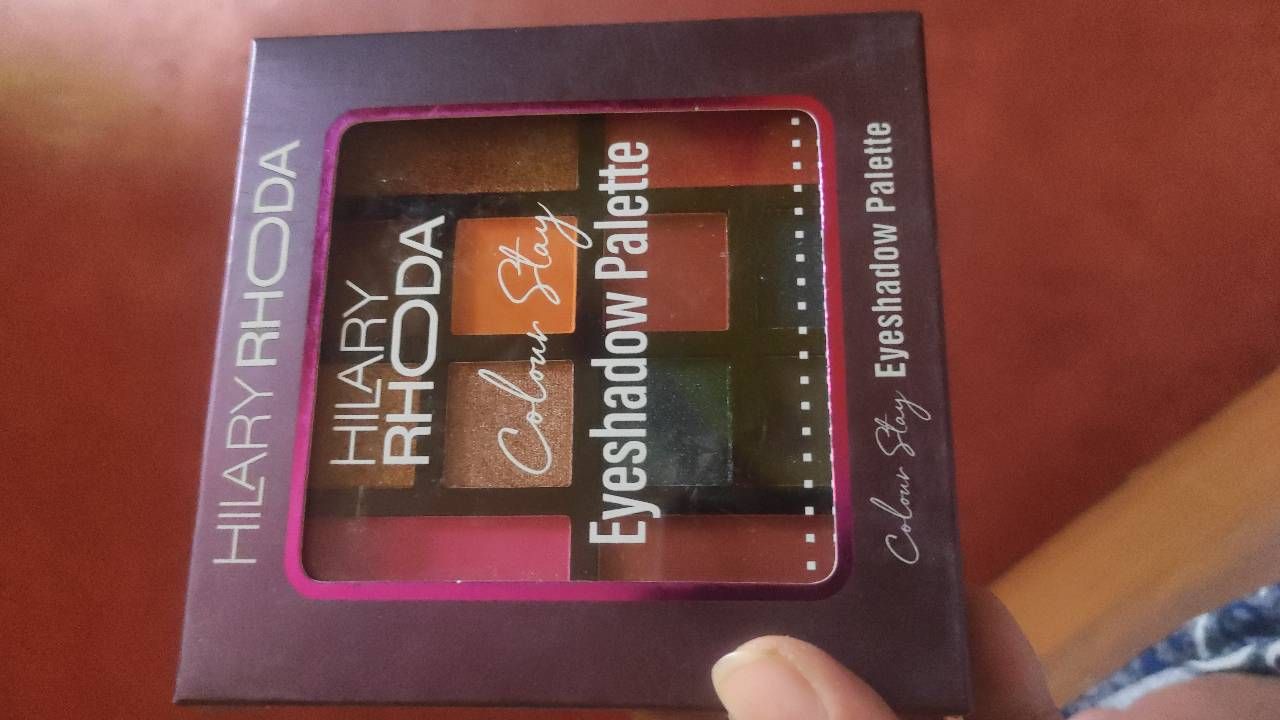 HILARY RHODA
HILARY
RHODA
Colour Stay
Eyeshadow Palette
Colour Stay Eyeshadow Palette